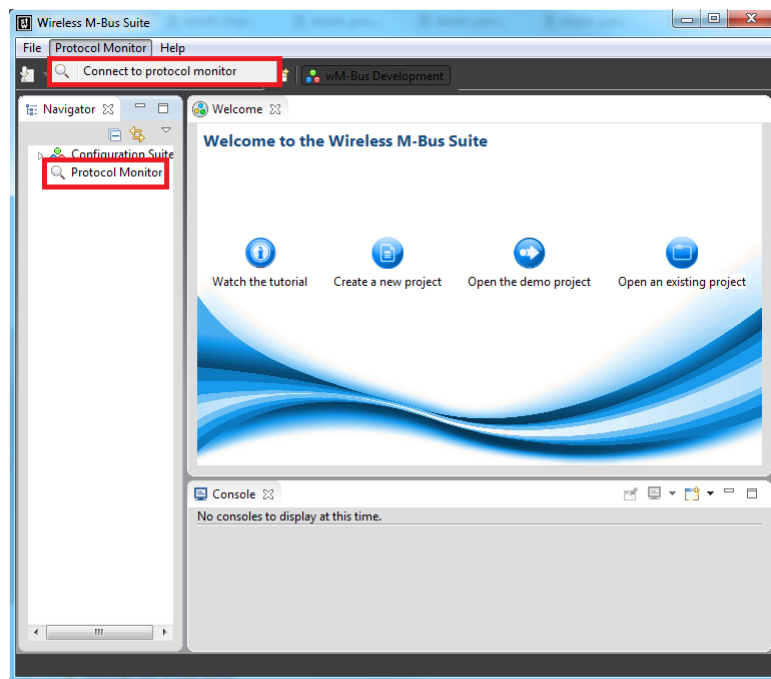 Wireless M-Bus Suite
File Protocol Monitor Help
Connect to protocol monitor
wM-Bus Development
Navigator
Welcome
Configuration Suite
Protocol Monitor
Welcome to the Wireless M-Bus Suite
Watch the tutorial
Create a new project
Open the demo project
Open an existing project
Console
No consoles to display at this time.